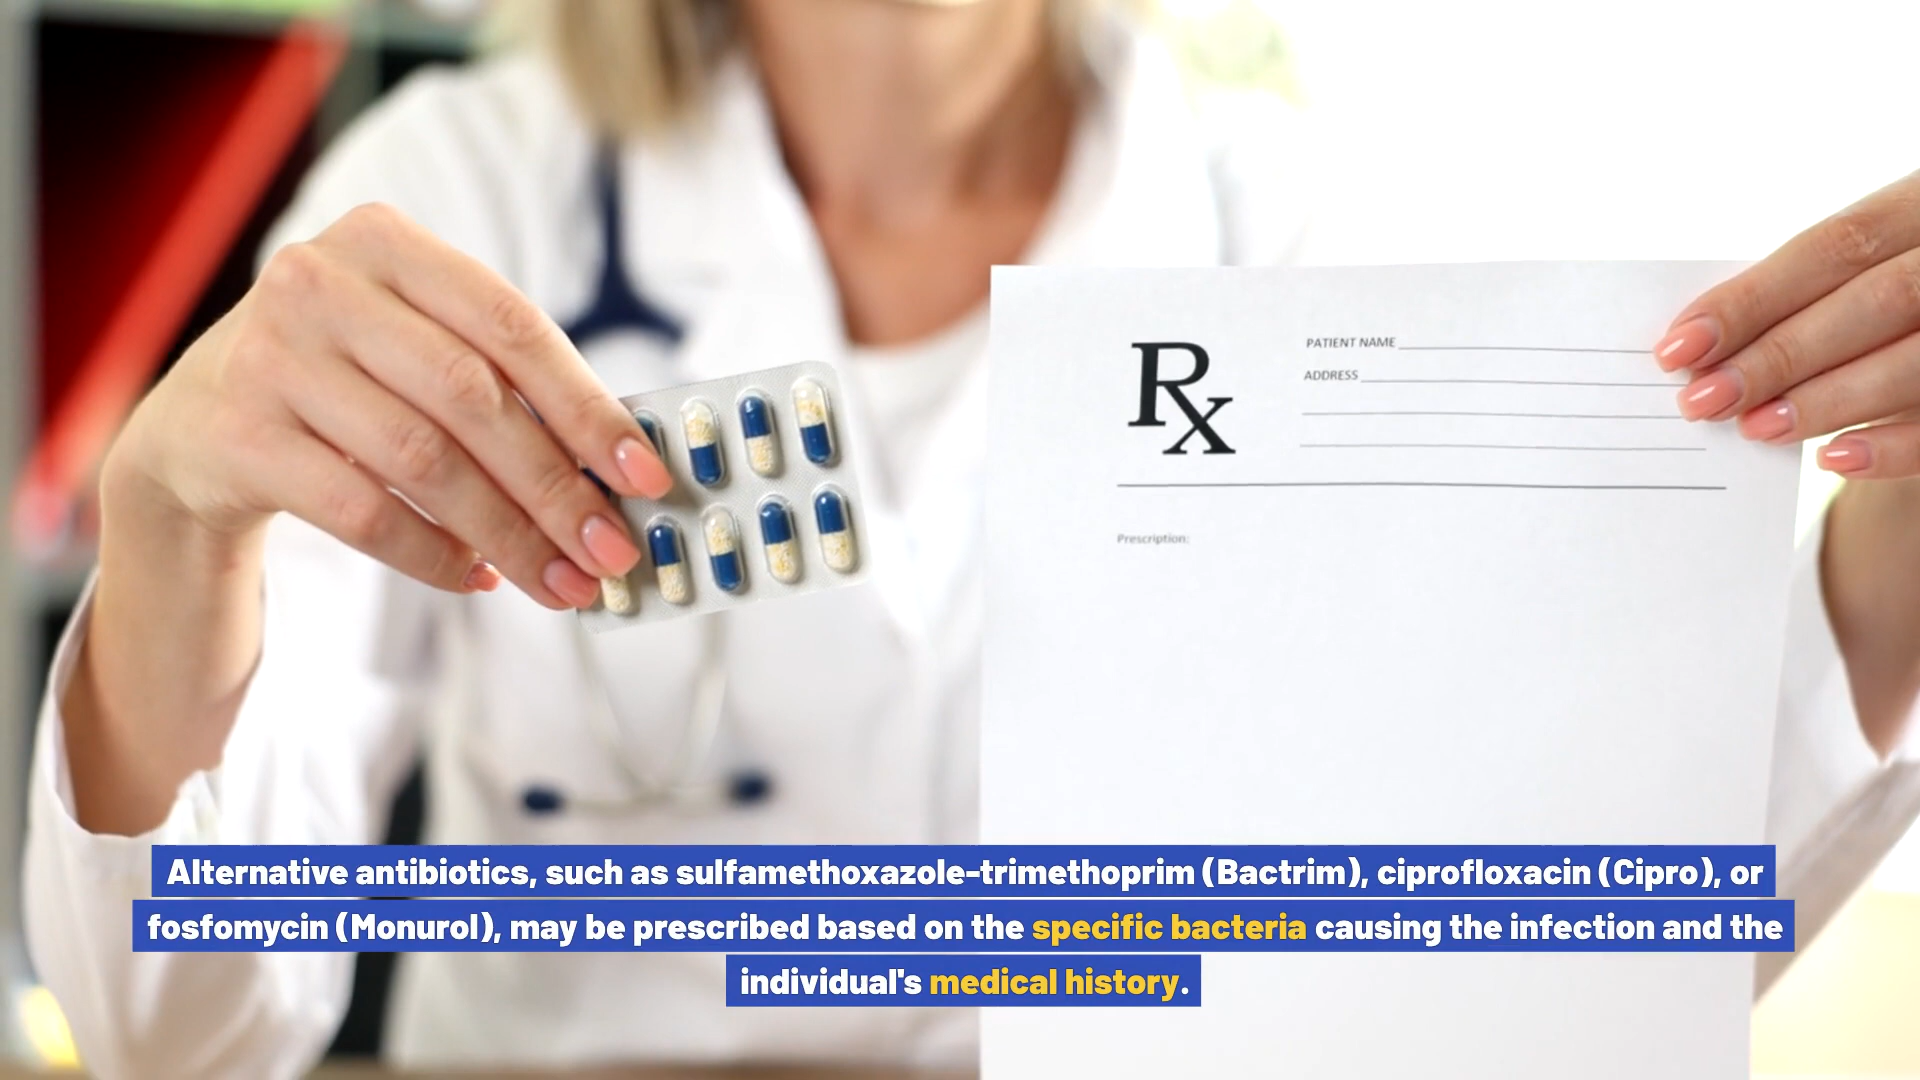 Rx
PATIENT NAME
ADDRESS
Prescription:
Alternative antibiotics, such as sulfamethoxazole-trimethoprim (Bactrim), ciprofloxacin (Cipro), or
fosfomycin (Monurol), may be prescribed based on the specific bacteria causing the infection and the
individual's medical history.